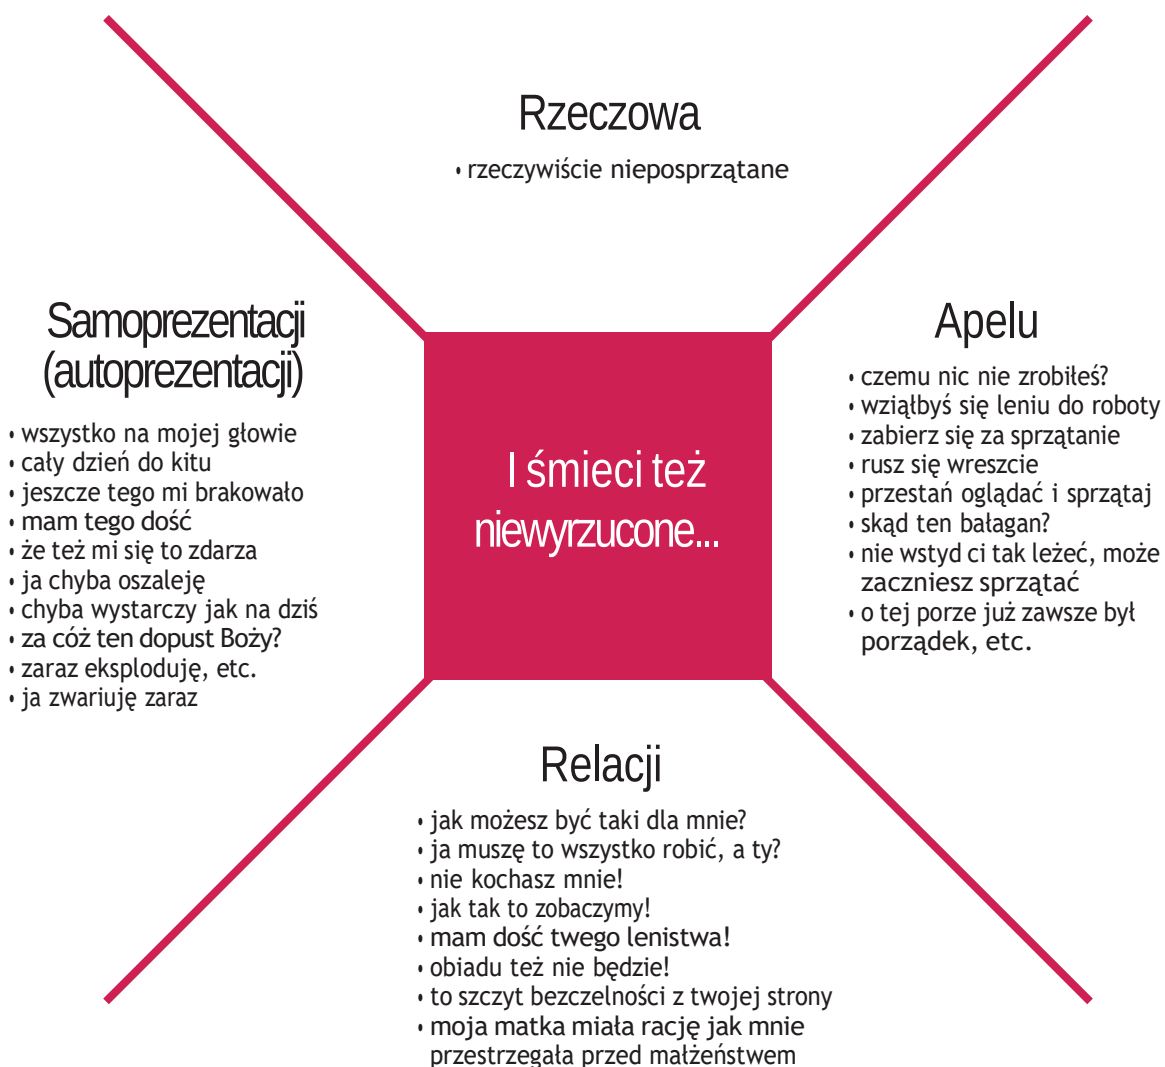 Rzeczowa
• rzeczywiście nieposprzątane
Samoprezentacji
(autoprezentacji)
• wszystko na mojej głowie
• cały dzień do kitu
• jeszcze tego mi brakowało
• mam tego dość
• że też mi się to zdarza
• ja chyba oszaleję
• chyba wystarczy jak na dziś
• za cóż ten dopust Boży?
• zaraz eksploduję, etc.
• ja zwariuję zaraz
I śmieci też
niewyrzucone...
Apelu
• czemu nic nie zrobiłeś?
• wziąłbyś się leniu do roboty
• zabierz się za sprzątanie
• rusz się wreszcie
• przestań oglądać i sprzątaj
• skąd ten bałagan?
• nie wstyd ci tak leżeć, może
zaczniesz sprzątać
• o tej porze już zawsze był
porządek, etc.
Relacji
• jak możesz być taki dla mnie?
• ja muszę to wszystko robić, a ty?
• nie kochasz mnie!
• jak tak to zobaczymy!
• mam dość twego lenistwa!
• obiadu też nie będzie!
• to szczyt bezczelności z twojej strony
• moja matka miała rację jak mnie
przestrzegała przed małżeństwem